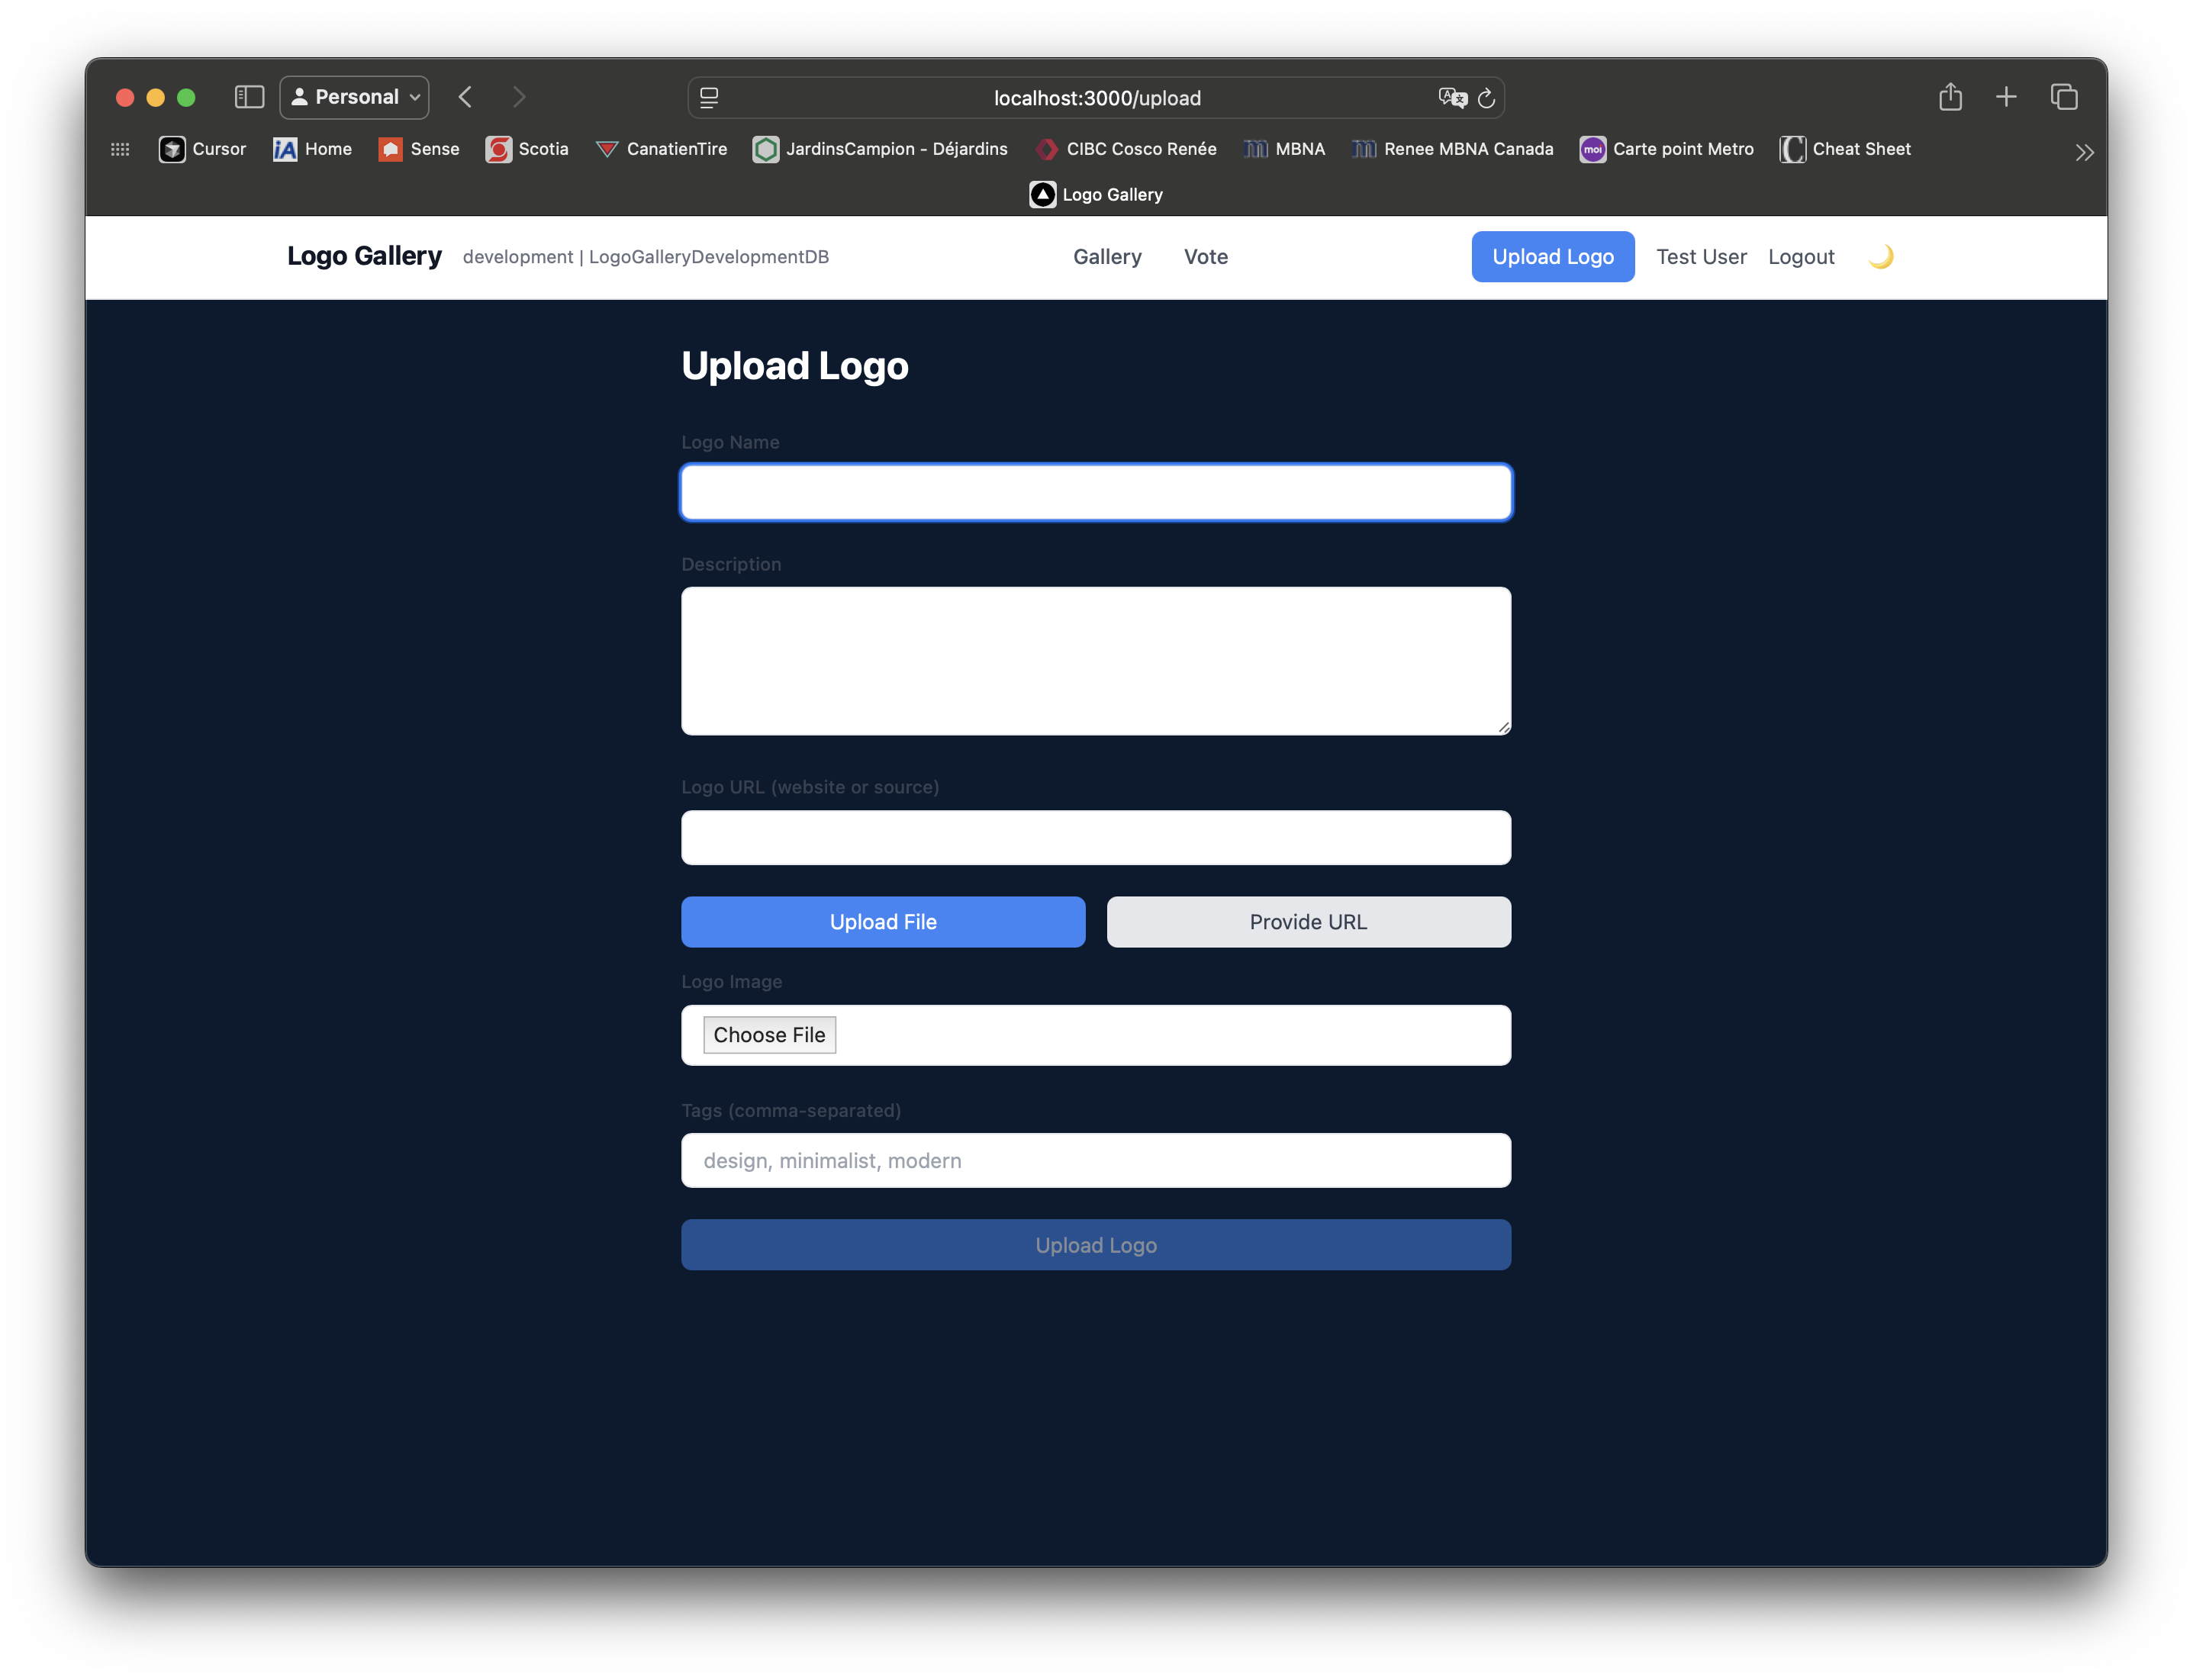 Personal
localhost:3000/upload
Cursor iA Home Sense Scotia CanatienTire JardinsCampion - Déjardins CIBC Cosco Renée MBNA Renee MBNA Canada moi Carte point Metro Cheat Sheet
Logo Gallery
Logo Gallery development | LogoGalleryDevelopmentDB Gallery Vote Upload Logo Test User Logout
Upload Logo
Logo Name
Description
Logo URL (website or source)
Upload File Provide URL
Logo Image
Choose File
Tags (comma-separated)
design, minimalist, modern
Upload Logo